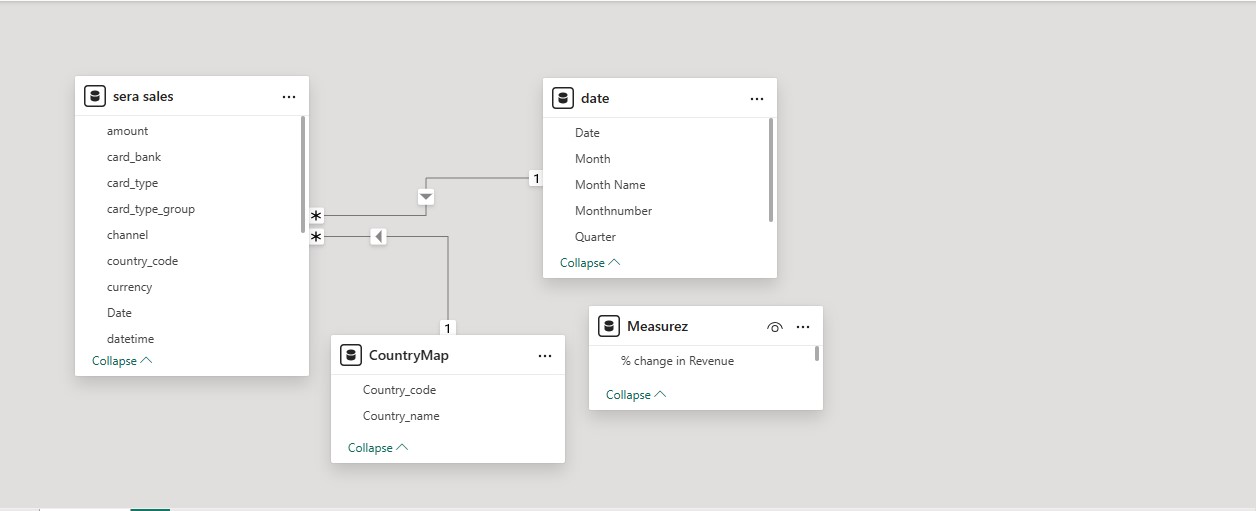 sera sales
amount
card_bank
card_type
card_type_group
channel
country_code
currency
Date
datetime
Collapse
*
*
1
1
date
Date
Month
Month Name
Monthnumber
Quarter
Collapse
CountryMap
Country_code
Country_name
Collapse
Measurez
% change in Revenue
Collapse